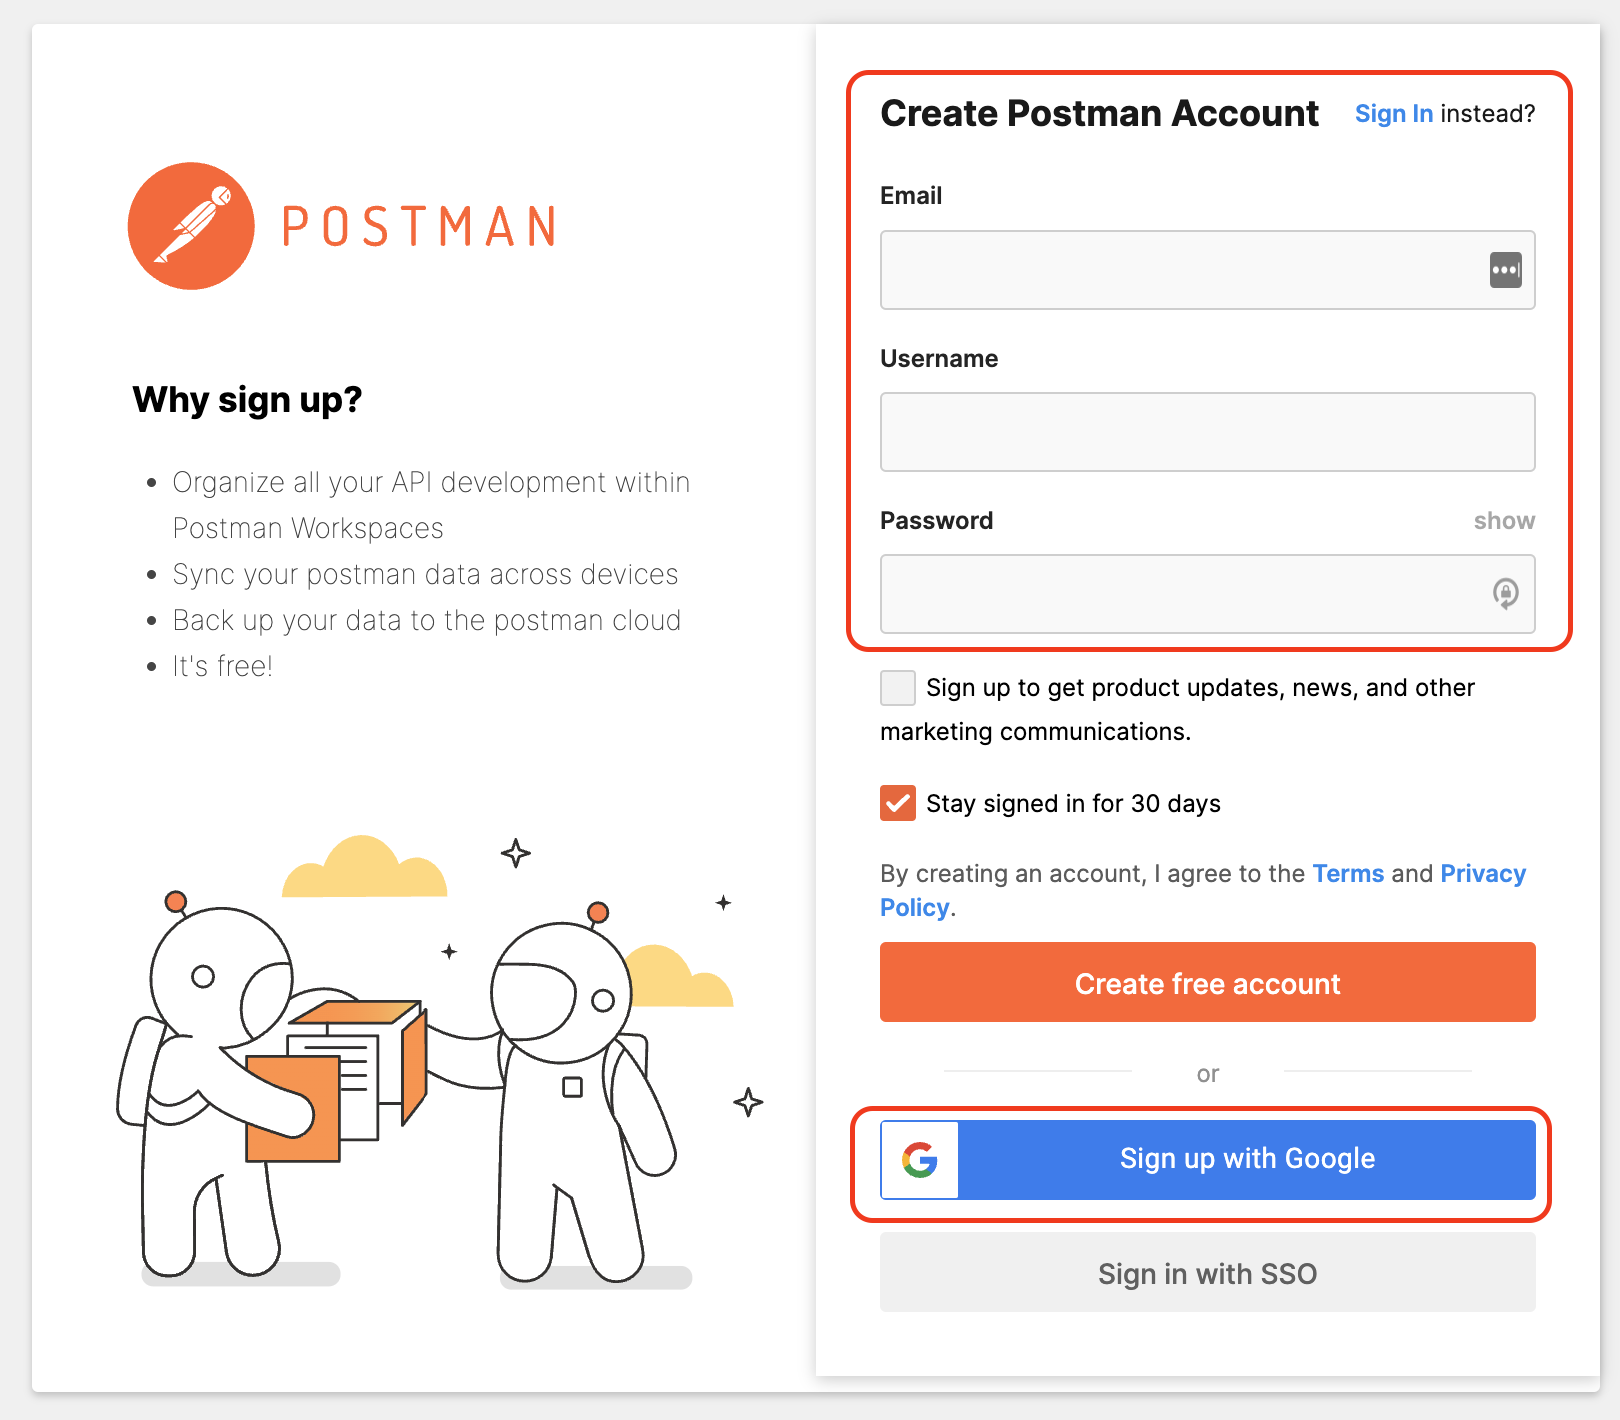 POSTMAN
Why sign up?
Organize all your API development within
Postman Workspaces
Sync your postman data across devices
Back up your data to the postman cloud
It's free!
Create Postman Account Sign In instead?
Email
Username
Password show
Sign up to get product updates, news, and other
marketing communications.
Stay signed in for 30 days
By creating an account, I agree to the Terms and Privacy
Policy.
Create free account
or
Sign up with Google
Sign in with SSO